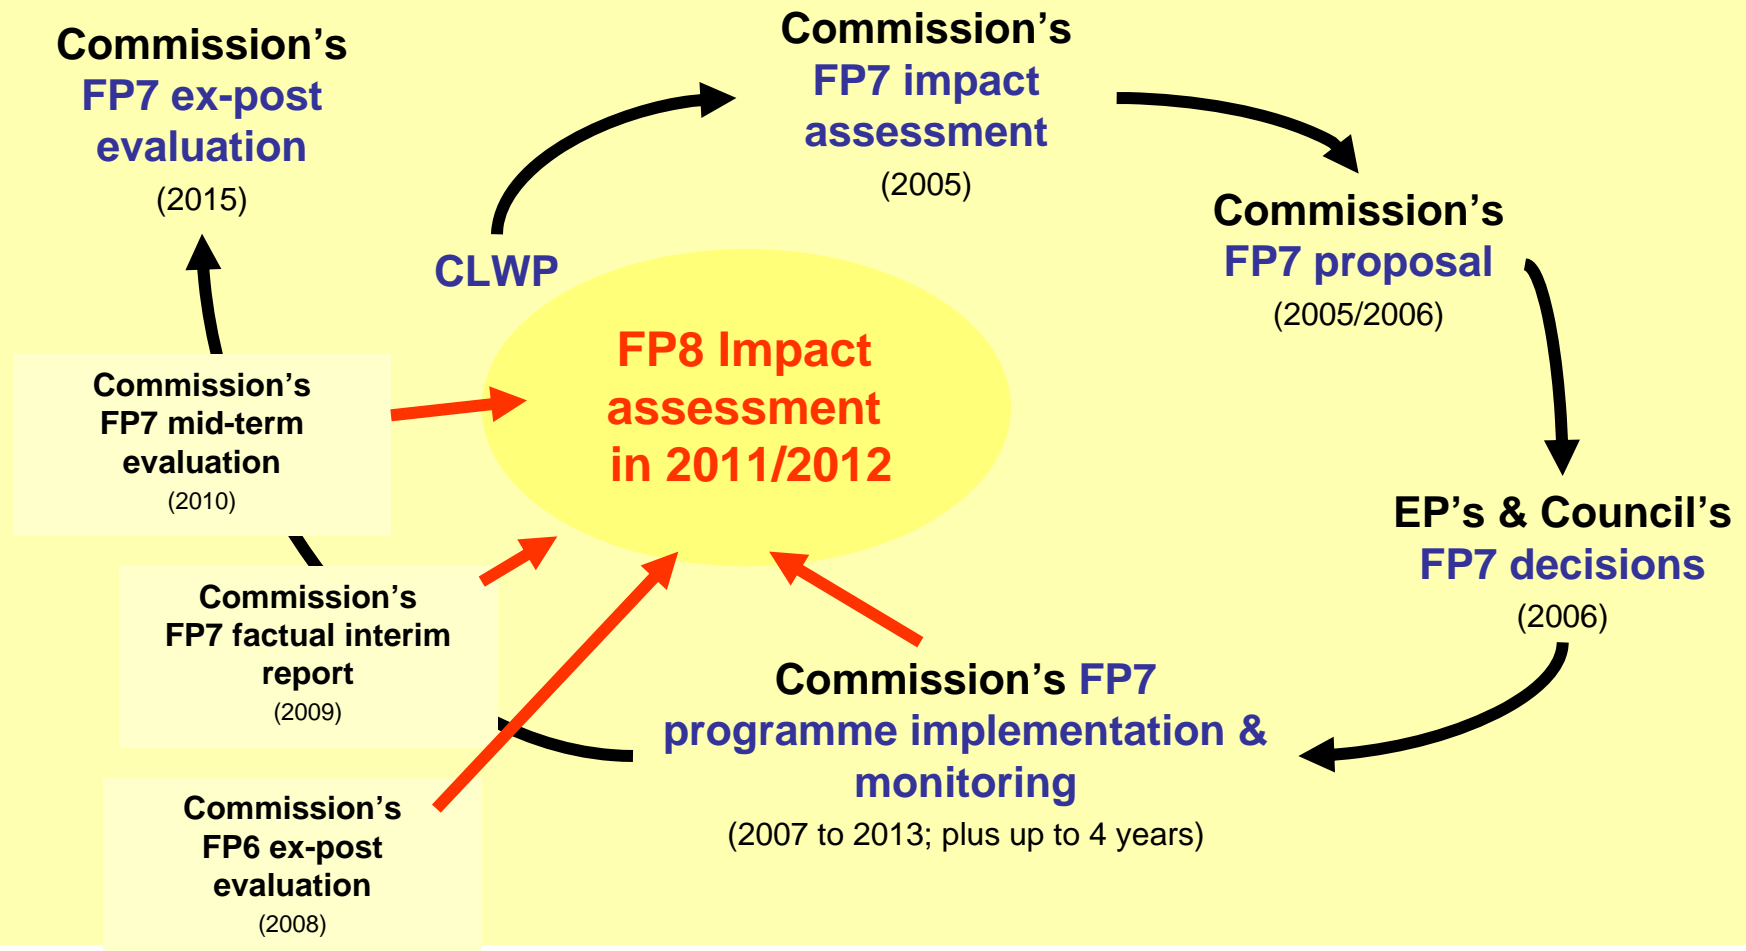 Commission’s
FP7 ex-post
evaluation
(2015)
Commission’s
FP7 impact
assessment
(2005)
Commission’s
FP7 proposal
(2005/2006)
CLWP
FP8 Impact
assessment
in 2011/2012
Commission’s
FP7 mid-term
evaluation
(2010)
EP’s & Council’s
FP7 decisions
(2006)
Commission’s
FP7 factual interim
report
(2009)
Commission’s FP7
programme implementation &
monitoring
(2007 to 2013; plus up to 4 years)
Commission’s
FP6 ex-post
evaluation
(2008)